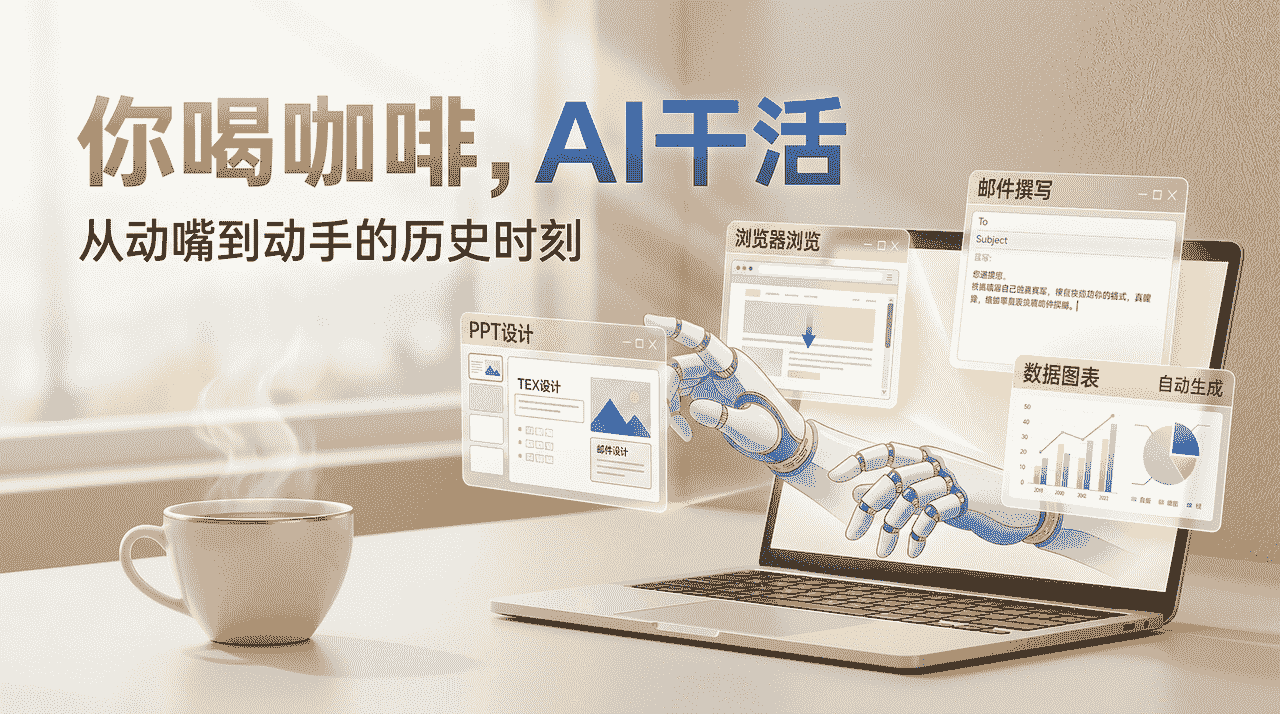 你喝咖啡，AI干活
从动嘴到动手的历史时刻
PPT设计
TEX设计
邮件设计
浏览器浏览
邮件撰写
To
Subject
数据图表
自动生成
50
40
30
20
10
0